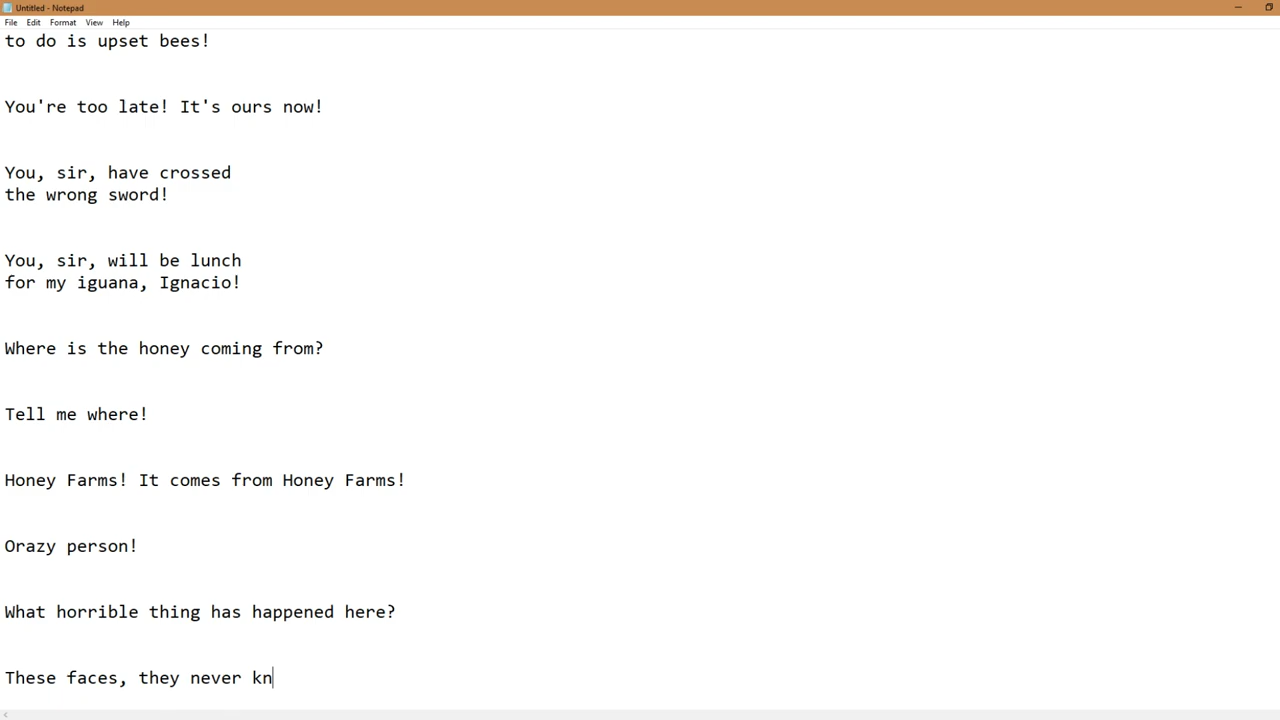 Untitled - Notepad
File Edit Format View Help
to do is upset bees!
You're too late! It's ours now!
You, sir, have crossed
the wrong sword!
You, sir, will be lunch
for my iguana, Ignacio!
Where is the honey coming from?
Tell me where!
Honey Farms! It comes from Honey Farms!
Orazy person!
What horrible thing has happened here?
These faces, they never kn